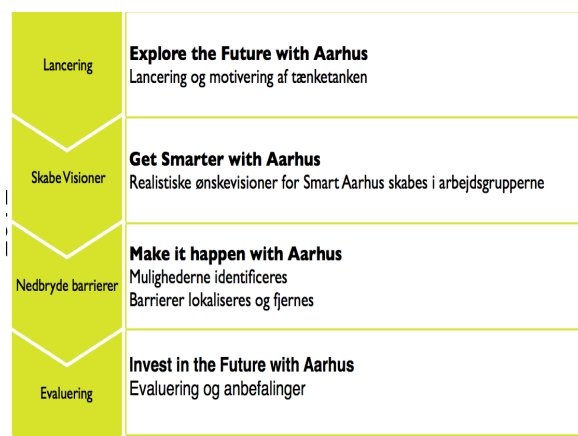 Lancering
Explore the Future with Aarhus
Lancering og motivering af tænketanken
Skabe Visioner
Get Smarter with Aarhus
Realistiske ønskevisioner for Smart Aarhus skabes i arbejdsgrupperne
Nedbryde barrierer
Make it happen with Aarhus
Mulighederne identificeres
Barrierer lokaliseres og fjernes
Evaluering
Invest in the Future with Aarhus
Evaluering og anbefalinger